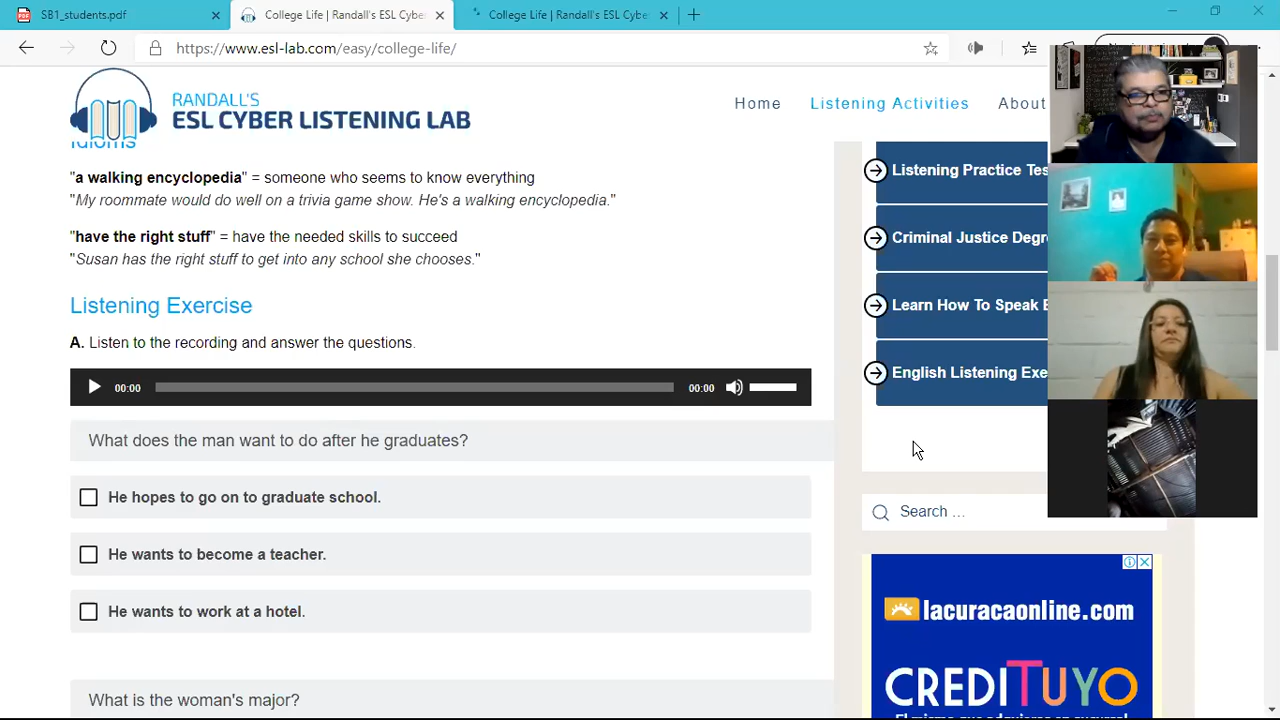 SB1_students.pdf
College Life | Randall's ESL Cyber
College Life | Randall's ESL Cybe
https://www.esl-lab.com/easy/college-life/
RANDALL'S
ESL CYBER LISTENING LAB
Home
Listening Activities
About
Idioms
"a walking encyclopedia" = someone who seems to know everything
"My roommate would do well on a trivia game show. He's a walking encyclopedia."
"have the right stuff" = have the needed skills to succeed
"Susan has the right stuff to get into any school she chooses."
Listening Exercise
A. Listen to the recording and answer the questions.
00:00
00:00
What does the man want to do after he graduates?
He hopes to go on to graduate school.
He wants to become a teacher.
He wants to work at a hotel.
What is the woman's major?
Listening Practice Tes
Criminal Justice Degr
Learn How To Speak E
English Listening Exe
Search ...
lacuracaonline.com
CREDITUYO